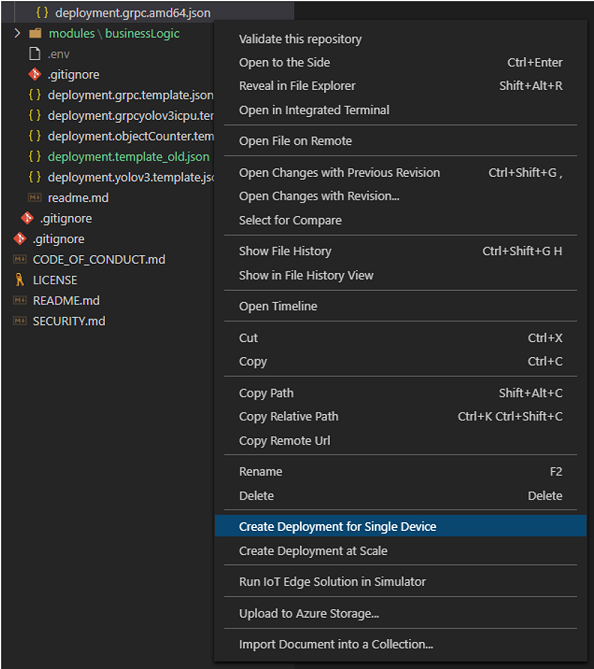 deployment.grpc.amd64.json
modules \ businessLogic
.env
.gitignore
deployment.grpc.template.json
deployment.grpcyolov3icpu.ter
deployment.objectCounter.tem
deployment.template_old.json
deployment.yolov3.template.jso
readme.md
.gitignore
.gitignore
CODE_OF_CONDUCT.md
LICENSE
README.md
SECURITY.md
Validate this repository
Open to the Side Ctrl+Enter
Reveal in File Explorer Shift+Alt+R
Open in Integrated Terminal
Open File on Remote
Open Changes with Previous Revision Ctrl+Shift+G ,
Open Changes with Revision...
Select for Compare
Show File History Ctrl+Shift+G H
Show in File History View
Open Timeline
Cut Ctrl+X
Copy Ctrl+C
Copy Path Shift+Alt+C
Copy Relative Path Ctrl+K Ctrl+Shift+C
Copy Remote Url
Rename F2
Delete Delete
Create Deployment for Single Device
Create Deployment at Scale
Run IoT Edge Solution in Simulator
Upload to Azure Storage...
Import Document into a Collection...